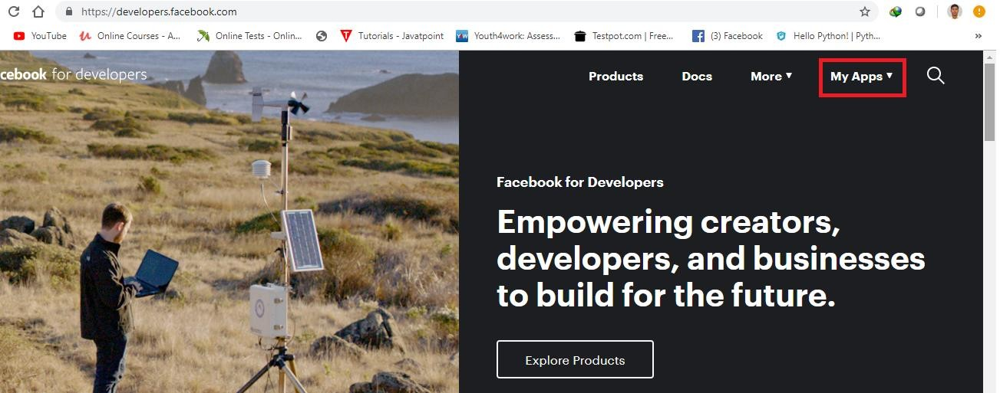 https://developers.facebook.com
YouTube Online Courses - A... Online Tests - Onlin... Tutorials - Javatpoint Youth4work: Assess... Testpot.com | Free... (3) Facebook Hello Python! | Pyth... »
cebook for developers
Products Docs More ▼ My Apps ▼
Facebook for Developers
Empowering creators,
developers, and businesses
to build for the future.
Explore Products